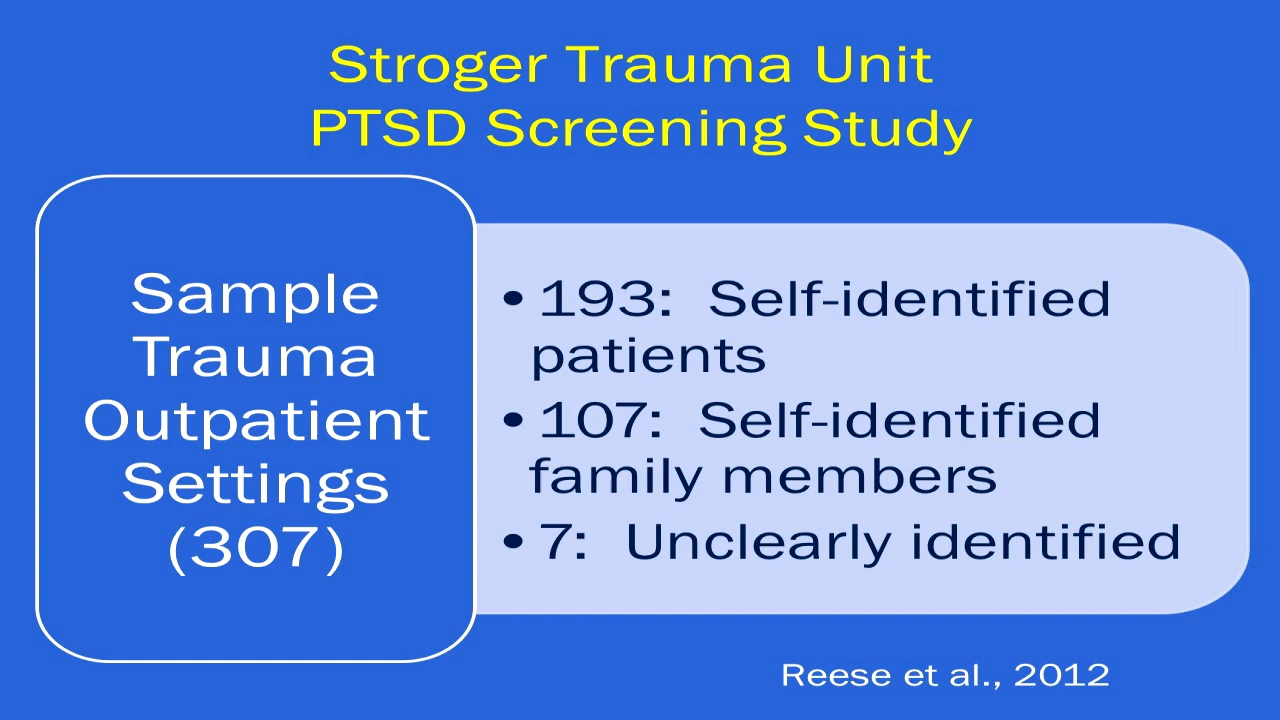 Stroger Trauma Unit
PTSD Screening Study
Sample
Trauma
Outpatient
Settings
(307)
• 193:  Self-identified
patients
• 107:  Self-identified
family members
• 7:  Unclearly identified
Reese et al., 2012